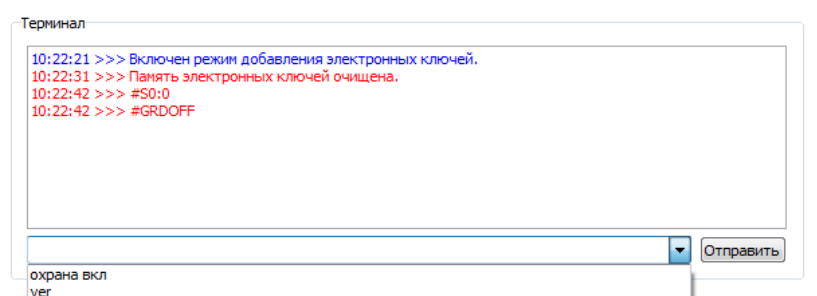 Терминал
10:22:21 >>> Включен режим добавления электронных ключей.
10:22:31 >>> Память электронных ключей очищена.
10:22:42 >>> #S0:0
10:22:42 >>> #GRDOFF
Отправить
охрана вкл
ver